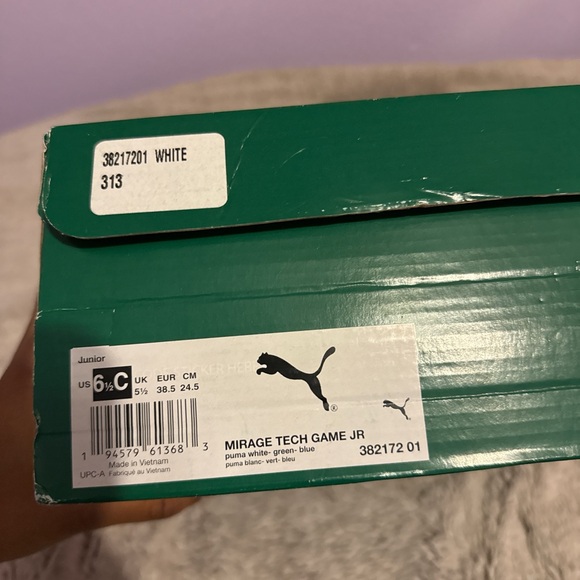 38217201 WHITE
313
Junior
US 6½C UK 5½ EUR 38.5 CM 24.5
1 94579 61368 3
Made in Vietnam
UPC-A Fabriqué au Vietnam
®
MIRAGE TECH GAME JR
puma white- green- blue
puma blanc- vert- bleu
382172 01